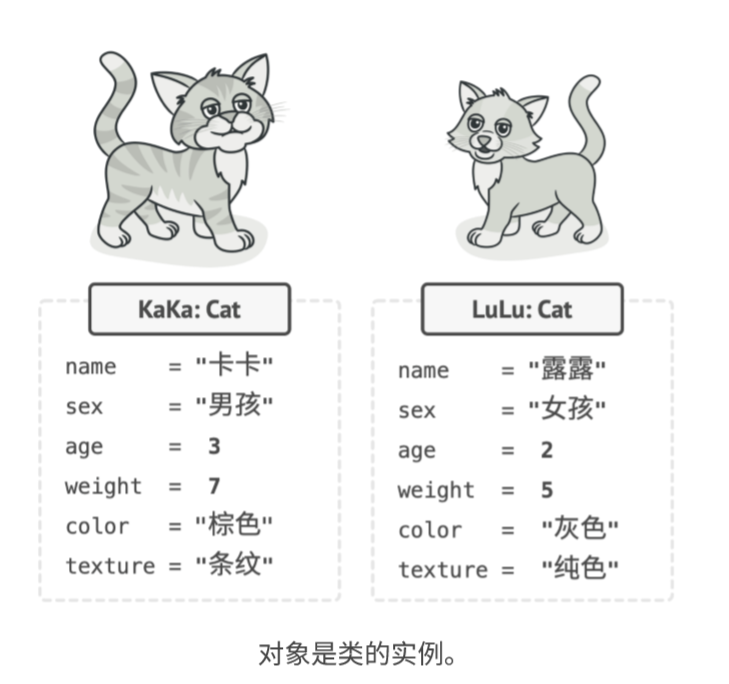 KaKa: Cat
name = "卡卡"
sex = "男孩"
age = 3
weight = 7
color = "棕色"
texture = "条纹"
LuLu: Cat
name = "露露"
sex = "女孩"
age = 2
weight = 5
color = "灰色"
texture = "纯色"
对象是类的实例。